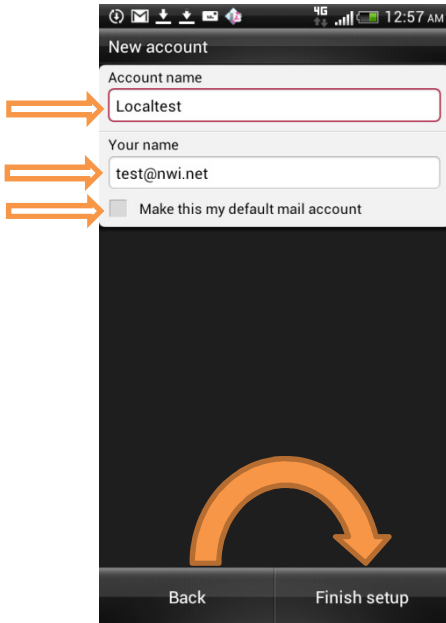 4G 12:57 AM
New account
Account name
Localtest
Your name
test@nwi.net
Make this my default mail account
Back Finish setup